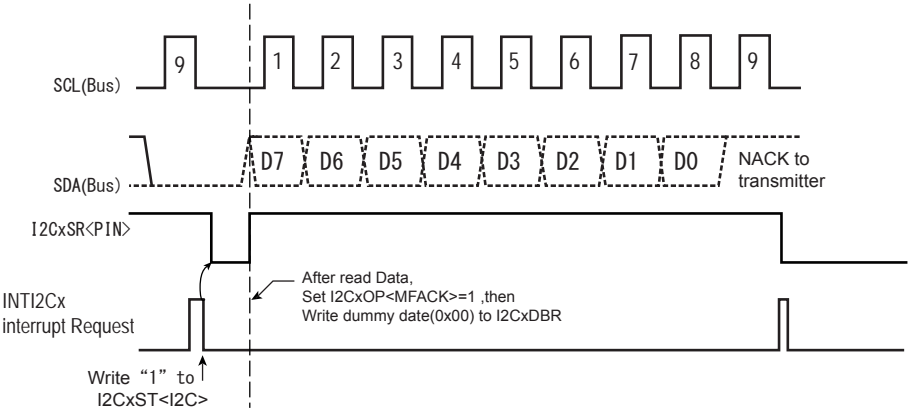 9 1 2 3 4 5 6 7 8 9
SCL(Bus)
D7 D6 D5 D4 D3 D2 D1 D0
NACK to
transmitter
SDA(Bus)
I2CxSR<PIN>
After read Data,
Set I2CxOP<MFACK>=1 ,then
Write dummy date(0x00) to I2CxDBR
INTI2Cx
interrupt Request
Write “1” to
I2CxST<I2C>